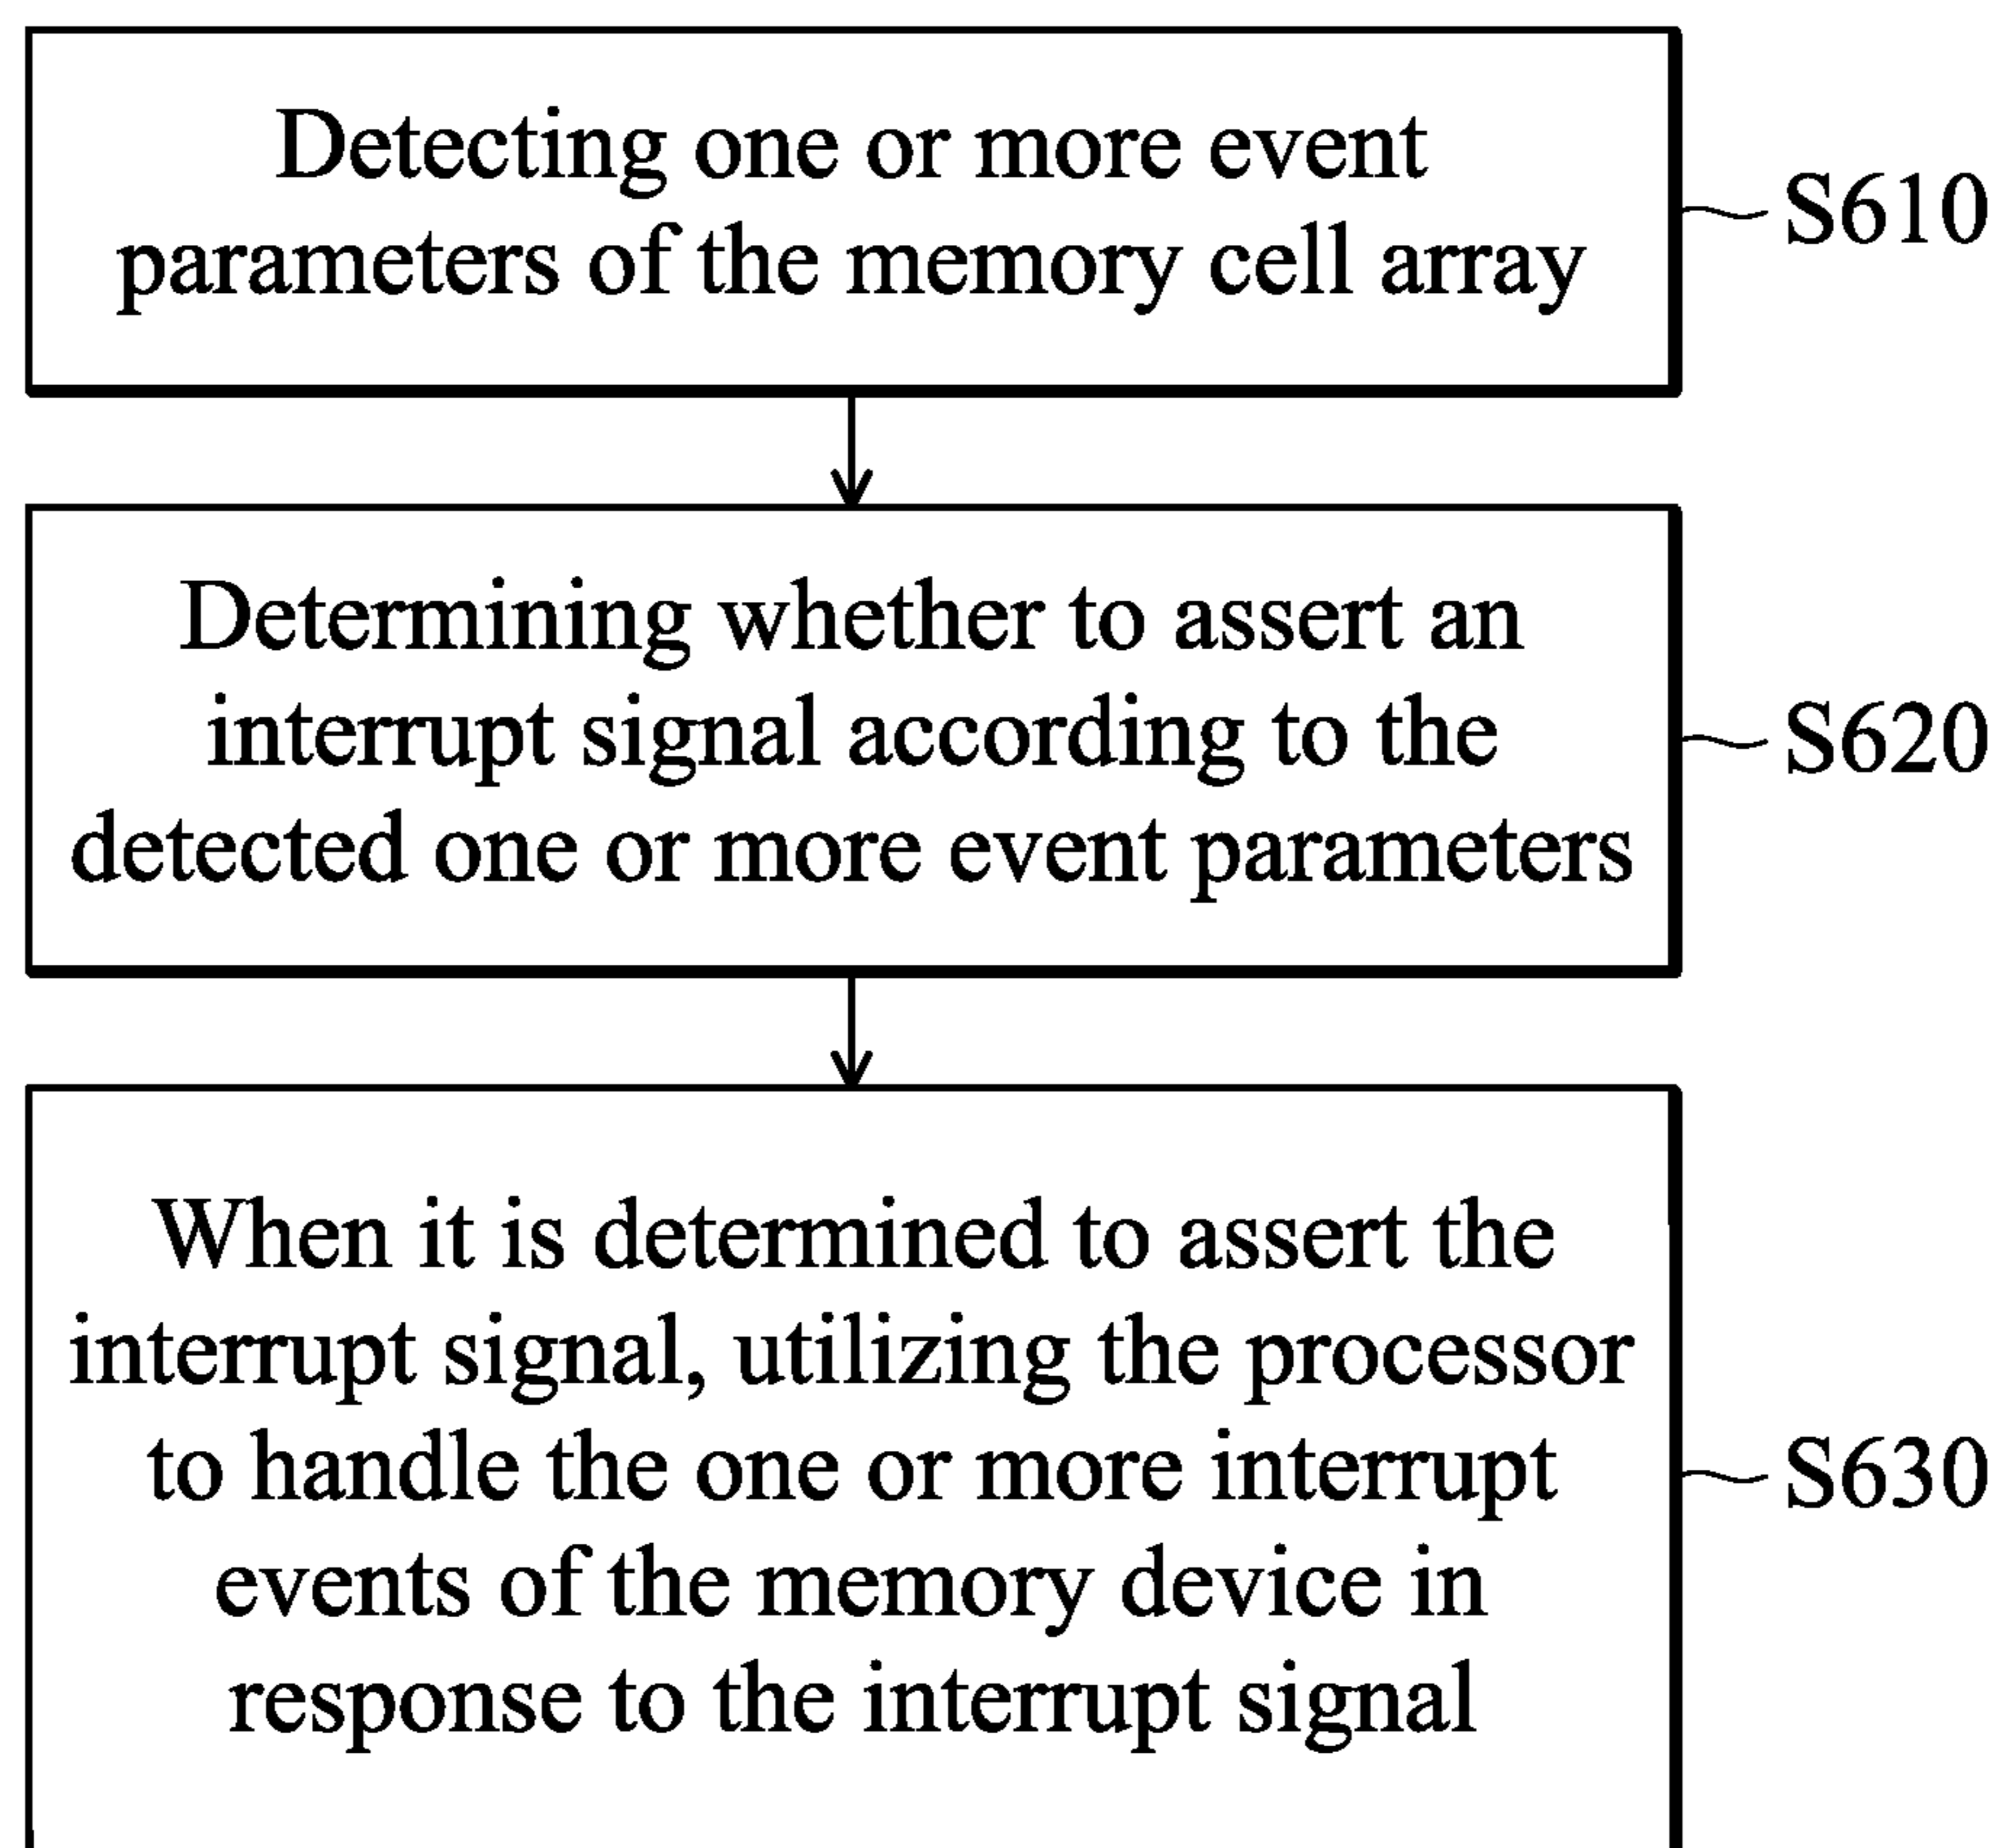 Detecting one or more event
parameters of the memory cell array
S610
Determining whether to assert an
interrupt signal according to the
detected one or more event parameters
S620
When it is determined to assert the
interrupt signal, utilizing the processor
to handle the one or more interrupt
events of the memory device in
response to the interrupt signal
S630